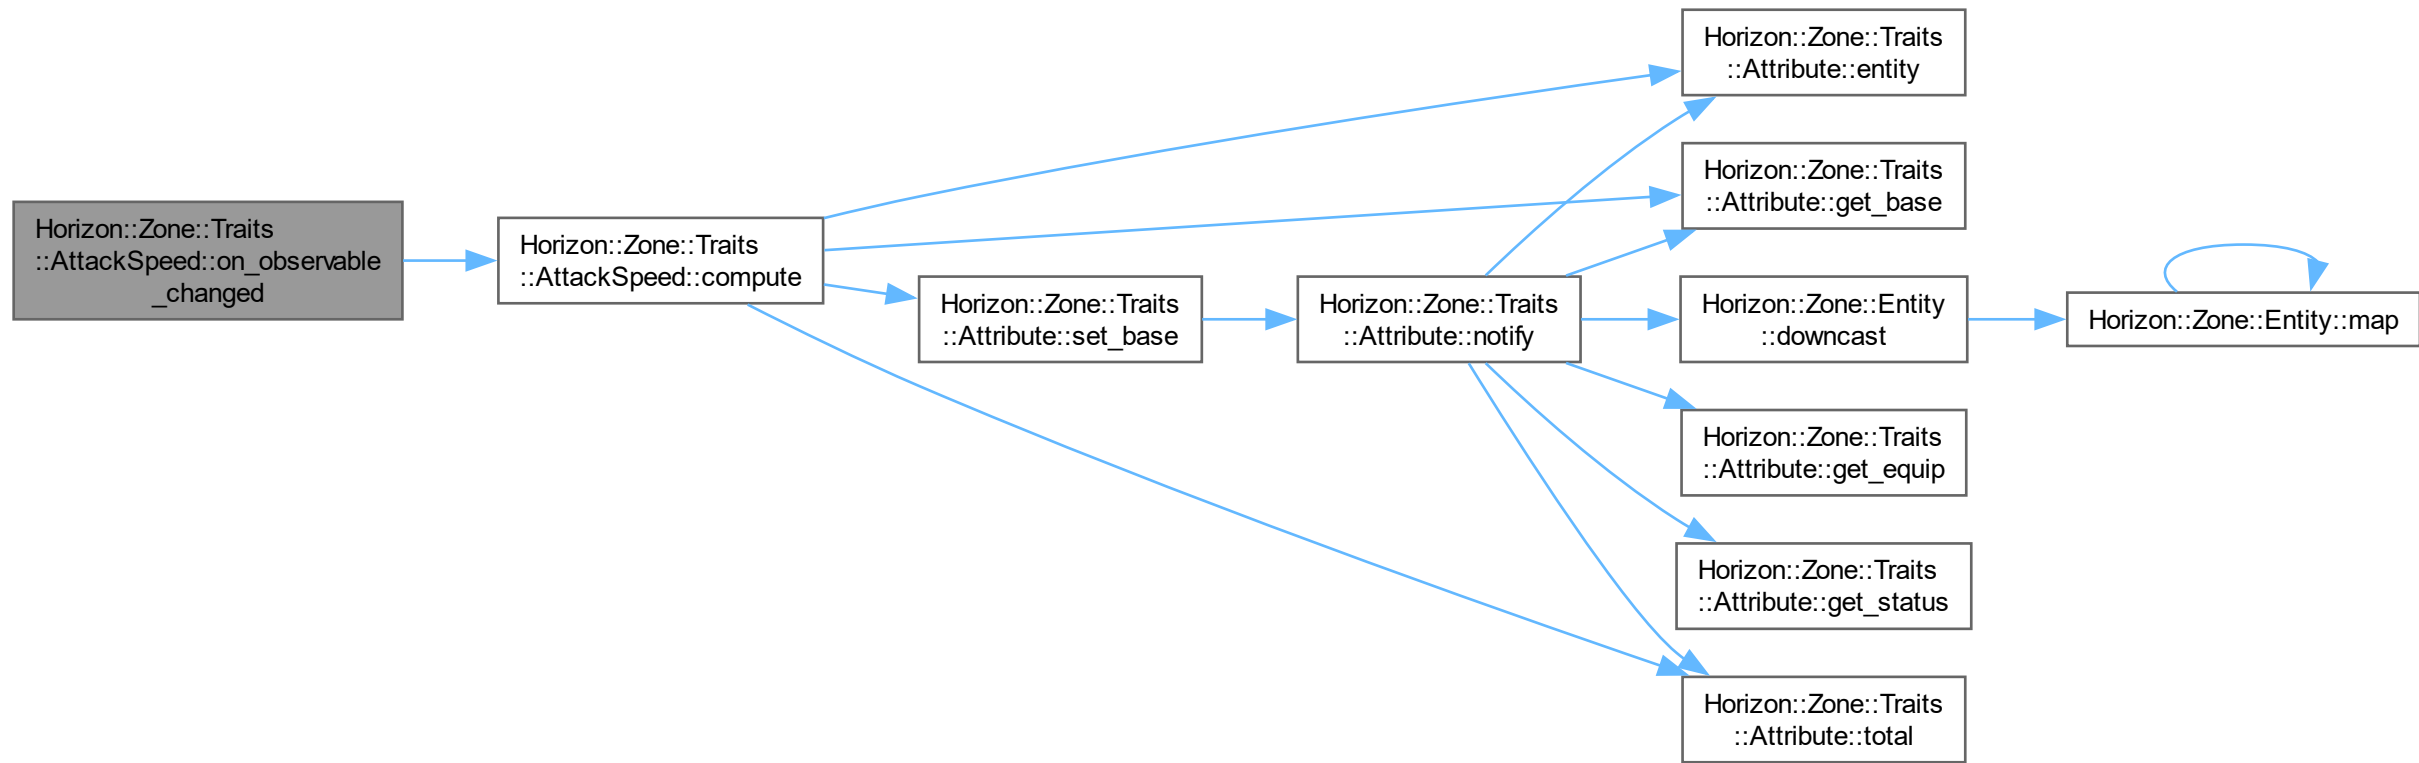 Horizon::Zone::Traits
::AttackSpeed::on_observable
_changed
Horizon::Zone::Traits
::AttackSpeed::compute
Horizon::Zone::Traits
::Attribute::set_base
Horizon::Zone::Traits
::Attribute::notify
Horizon::Zone::Traits
::Attribute::entity
Horizon::Zone::Traits
::Attribute::get_base
Horizon::Zone::Entity
::downcast
Horizon::Zone::Traits
::Attribute::get_equip
Horizon::Zone::Traits
::Attribute::get_status
Horizon::Zone::Traits
::Attribute::total
Horizon::Zone::Entity::map